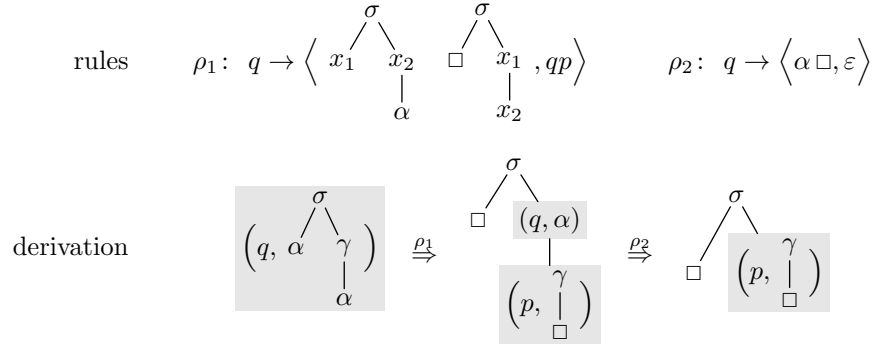 σ σ
rules ρ₁: q → ⟨ x₁ x₂ □ x₁ , qp⟩ ρ₂: q → ⟨α □, ε⟩
α x₂
σ
σ (q, α) σ
□
derivation (q, α γ ) ρ₁⇒ γ ρ₂⇒ □ (p, γ )
α (p, □ ) □